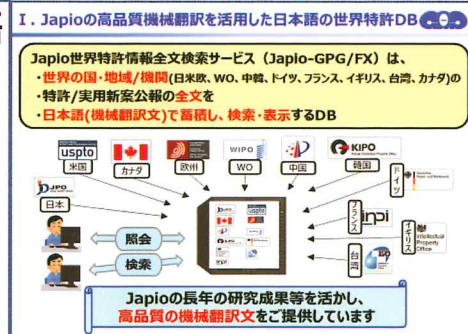 Ⅰ. Japioの高品質機械翻訳を活用した日本語の世界特許DB
Japio世界特許情報全文検索サービス（Japio-GPG/FX）は、
・世界の国・地域/機関(日米欧、WO、中韓、ドイツ、フランス、イギリス、台湾、カナダ)の
・特許/実用新案公報の全文を
・日本語(機械翻訳文)で蓄積し、検索・表示するDB
uspto
WIPO
KIPO
米国
カナダ
欧州
WO
中国
韓国
ドイツ
JPO
日本
フランス
inpi
イギリス
Intellectual
Property
Office
台湾
照会
検索
Japioの長年の研究成果等を活かし、
高品質の機械翻訳文をご提供しています